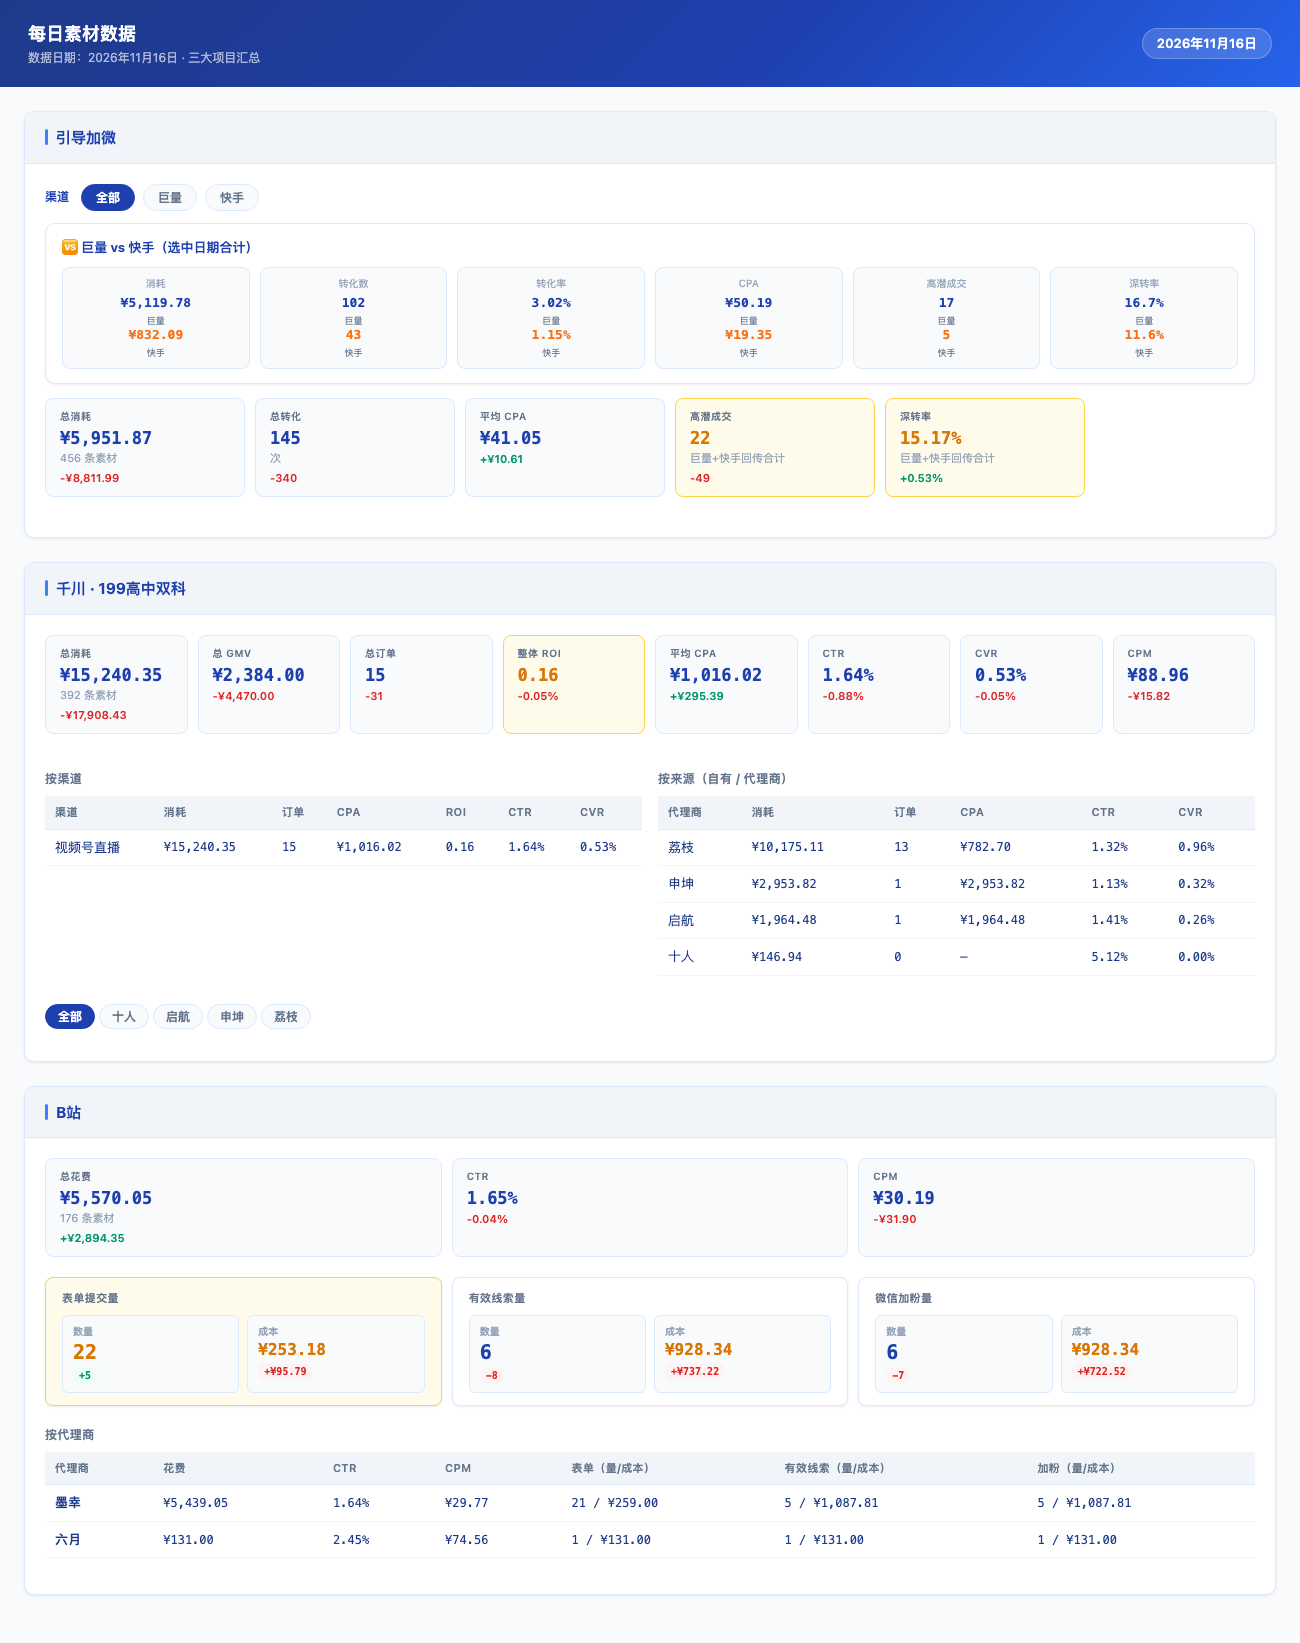 每日素材数据
数据日期：2026年11月16日 · 三大项目汇总
2026年11月16日
引导加微
渠道 全部 巨量 快手
🆚 巨量 vs 快手（选中日期合计）
消耗 转化数 转化率 CPA 高潜成交 深转率
¥5,119.78 102 3.02% ¥50.19 17 16.7%
巨量 巨量 巨量 巨量 巨量 巨量
¥832.09 43 1.15% ¥19.35 5 11.6%
快手 快手 快手 快手 快手 快手
总消耗 总转化 平均 CPA 高潜成交 深转率
¥5,951.87 145 ¥41.05 22 15.17%
456 条素材 次 +¥10.61 巨量+快手回传合计 巨量+快手回传合计
-¥8,811.99 -340 -49 +0.53%
千川 · 199高中双科
总消耗 总 GMV 总订单 整体 ROI 平均 CPA CTR CVR CPM
¥15,240.35 ¥2,384.00 15 0.16 ¥1,016.02 1.64% 0.53% ¥88.96
392 条素材 -¥4,470.00 -31 -0.05% +¥295.39 -0.88% -0.05% -¥15.82
-¥17,908.43
按渠道
渠道 消耗 订单 CPA ROI CTR CVR
视频号直播 ¥15,240.35 15 ¥1,016.02 0.16 1.64% 0.53%
按来源（自有 / 代理商）
代理商 消耗 订单 CPA CTR CVR
荔枝 ¥10,175.11 13 ¥782.70 1.32% 0.96%
申坤 ¥2,953.82 1 ¥2,953.82 1.13% 0.32%
启航 ¥1,964.48 1 ¥1,964.48 1.41% 0.26%
十人 ¥146.94 0 — 5.12% 0.00%
全部 十人 启航 申坤 荔枝
B站
总花费 CTR CPM
¥5,570.05 1.65% ¥30.19
176 条素材 -0.04% -¥31.90
+¥2,894.35
表单提交量 有效线索量 微信加粉量
数量 成本 数量 成本 数量 成本
22 ¥253.18 6 ¥928.34 6 ¥928.34
+5 +¥95.79 −8 +¥737.22 −7 +¥722.52
按代理商
代理商 花费 CTR CPM 表单（量/成本） 有效线索（量/成本） 加粉（量/成本）
墨幸 ¥5,439.05 1.64% ¥29.77 21 / ¥259.00 5 / ¥1,087.81 5 / ¥1,087.81
六月 ¥131.00 2.45% ¥74.56 1 / ¥131.00 1 / ¥131.00 1 / ¥131.00